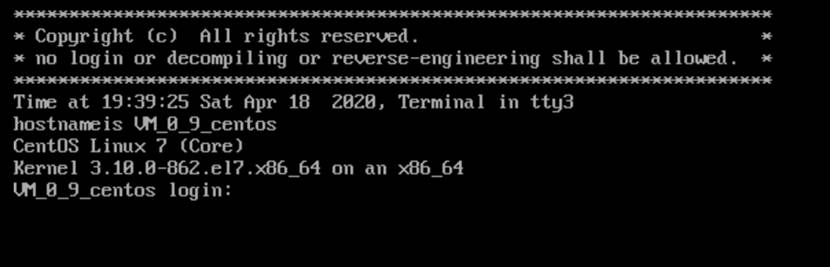 ************************************************************************
* Copyright (c)  All rights reserved.                                  *
* no login or decompiling or reverse-engineering shall be allowed.  *
************************************************************************
Time at 19:39:25 Sat Apr 18  2020, Terminal in tty3
hostnameis VM_0_9_centos
CentOS Linux 7 (Core)
Kernel 3.10.0-862.el7.x86_64 on an x86_64
VM_0_9_centos login: